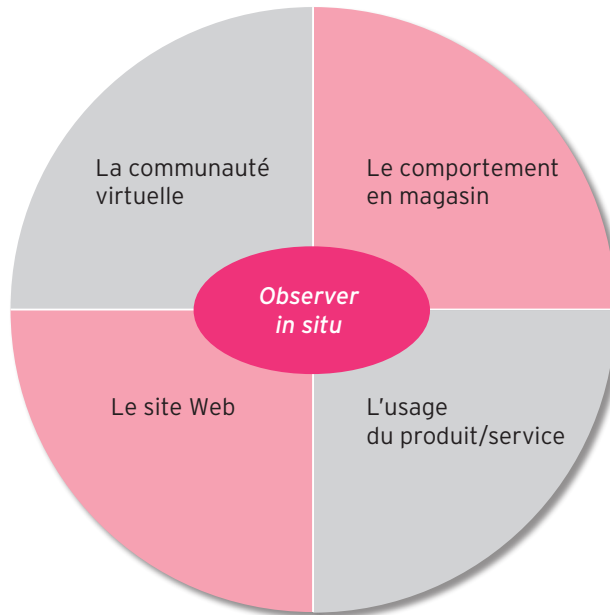 La communauté
virtuelle
Le comportement
en magasin
Observer
in situ
Le site Web
L'usage
du produit/service